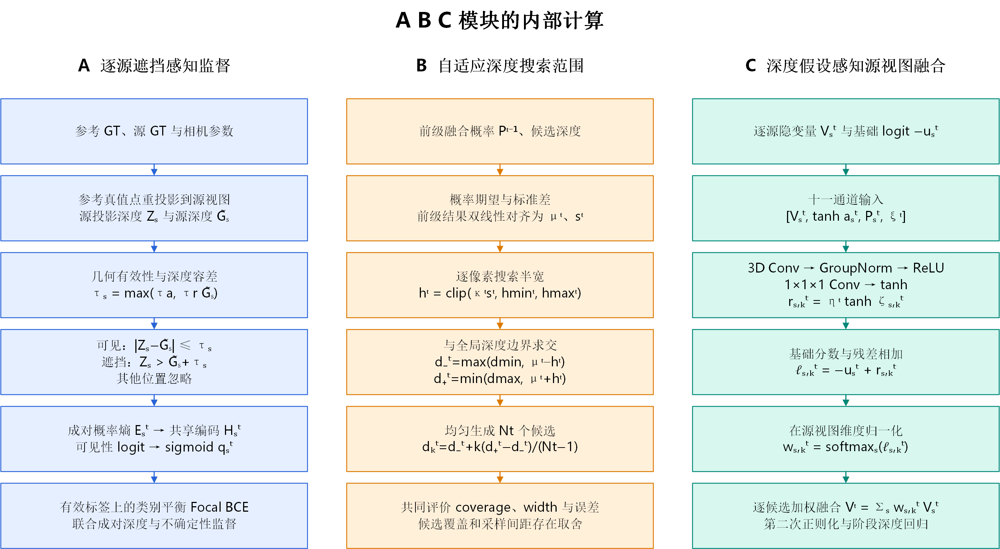 A B C 模块的内部计算
A 逐源遮挡感知监督
参考 GT、源 GT 与相机参数
参考真值点重投影到源视图
源投影深度 Zₛ 与源深度 G̃ₛ
几何有效性与深度容差
τₛ = max(τa, τr G̃ₛ)
可见：|Zₛ−G̃ₛ| ≤ τₛ
遮挡：Zₛ > G̃ₛ+τₛ
其他位置忽略
成对概率熵 Eₛᵗ → 共享编码 Hₛᵗ
可见性 logit → sigmoid qₛᵗ
有效标签上的类别平衡 Focal BCE
联合成对深度与不确定性监督
B 自适应深度搜索范围
前级融合概率 Pᵗ⁻¹、候选深度
概率期望与标准差
前级结果双线性对齐为 μᵗ、sᵗ
逐像素搜索半宽
hᵗ = clip(κᵗsᵗ, hminᵗ, hmaxᵗ)
与全局深度边界求交
d₋ᵗ=max(dmin, μᵗ−hᵗ)
d₊ᵗ=min(dmax, μᵗ+hᵗ)
均匀生成 Nt 个候选
dₖᵗ=d₋ᵗ+k(d₊ᵗ−d₋ᵗ)/(Nt−1)
共同评价 coverage、width 与误差
候选覆盖和采样间距存在取舍
C 深度假设感知源视图融合
逐源隐变量 Vₛᵗ 与基础 logit −uₛᵗ
十一通道输入
[Vₛᵗ, tanh aₛᵗ, Pₛᵗ, ξᵗ]
3D Conv → GroupNorm → ReLU
1×1×1 Conv → tanh
rₛ,ₖᵗ = ηᵗ tanh ζₛ,ₖᵗ
基础分数与残差相加
ℓₛ,ₖᵗ = −uₛᵗ + rₛ,ₖᵗ
在源视图维度归一化
wₛ,ₖᵗ = softmaxₛ(ℓₛ,ₖᵗ)
逐候选加权融合 Vᵗ = Σₛ wₛ,ₖᵗ Vₛᵗ
第二次正则化与阶段深度回归